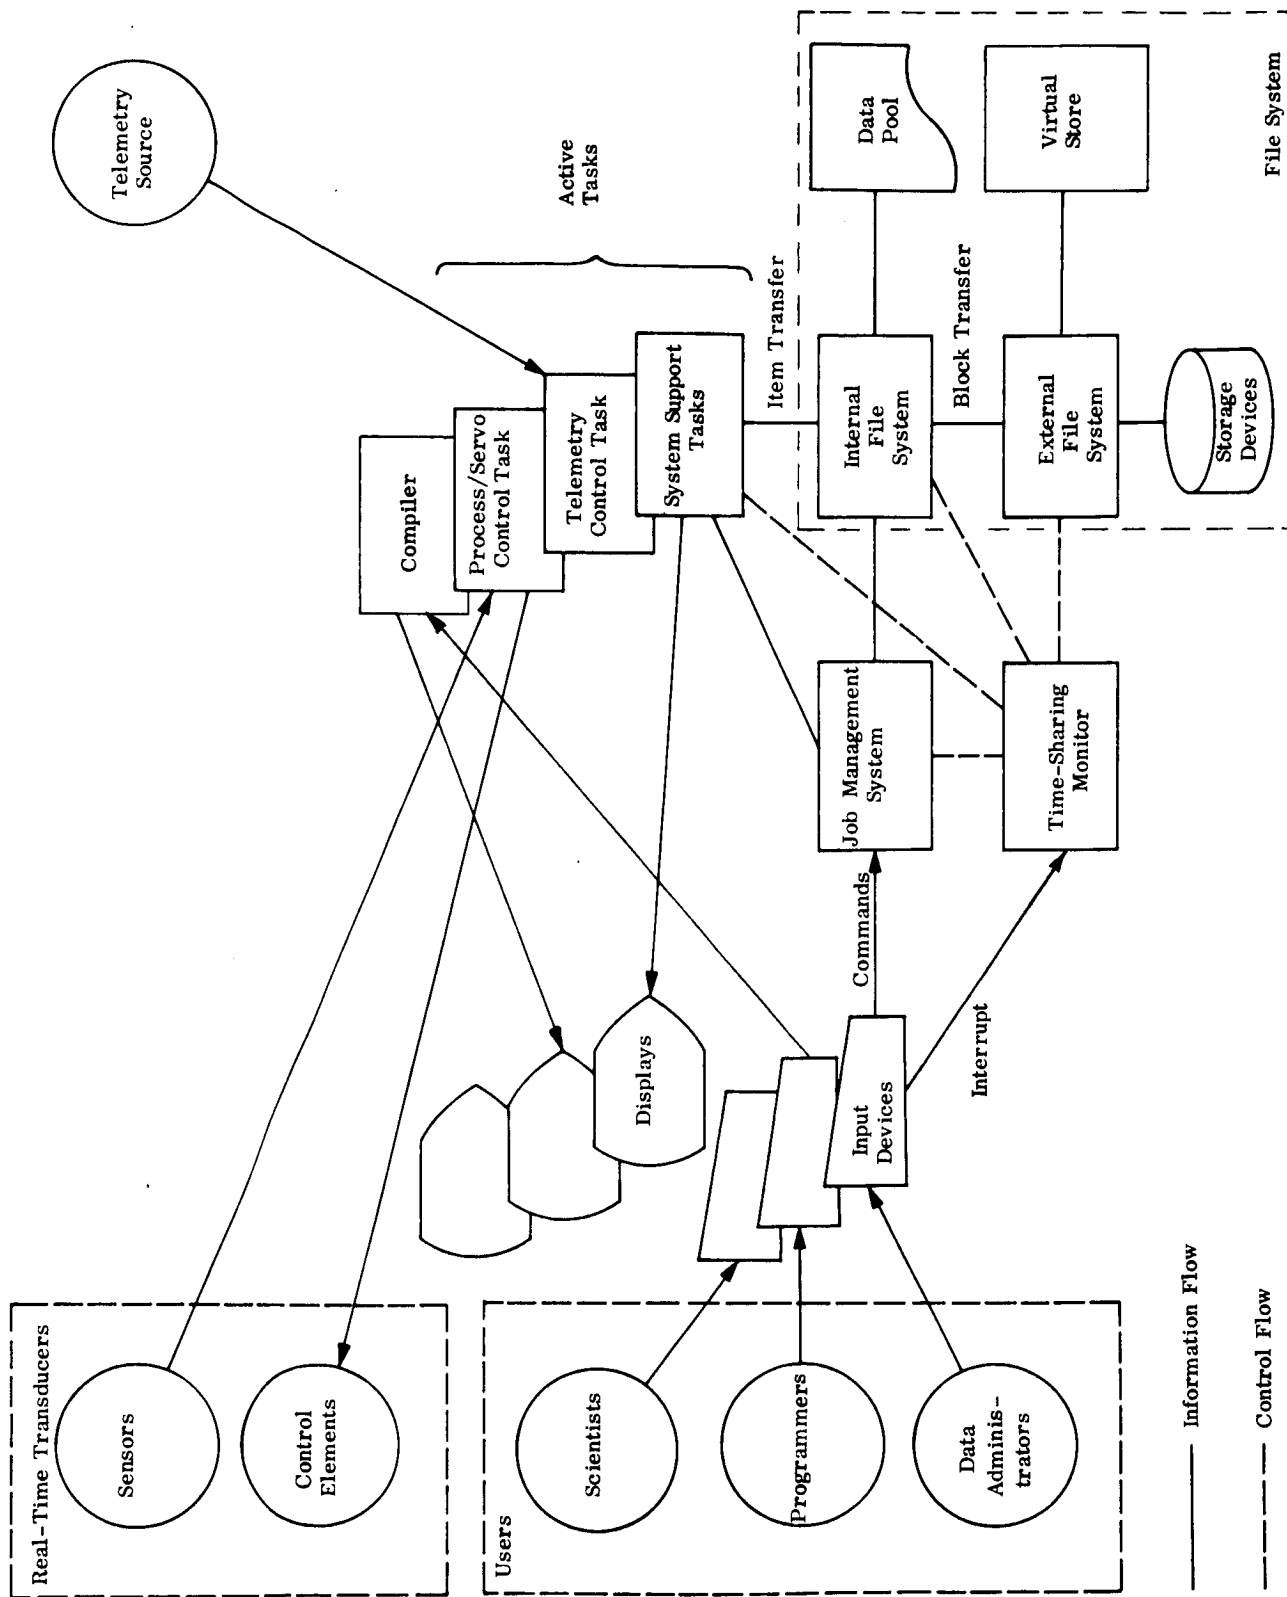 Real-Time Transducers
Sensors
Control
Elements
Users
Scientists
Programmers
Data
Adminis-
trators
Displays
Input
Devices
Commands
Interrupt
Compiler
Process/Servo
Control Task
Telemetry
Control Task
System Support
Tasks
Active
Tasks
Telemetry
Source
Job Management
System
Time-Sharing
Monitor
Item Transfer
Internal
File
System
Block Transfer
External
File
System
Storage
Devices
Data
Pool
Virtual
Store
File System
Information Flow
Control Flow